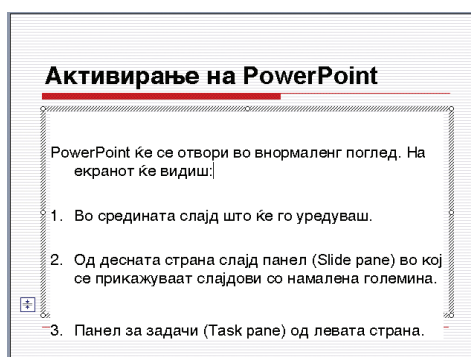 Активирање на PowerPoint
PowerPoint ќе се отвори во внормаленг поглед. На
екранот ќе видиш:
1. Во средината слајд што ќе го уредуваш.
2. Од десната страна слајд панел (Slide pane) во кој
се прикажуваат слајдови со намалена големина.
3. Панел за задачи (Task pane) од левата страна.